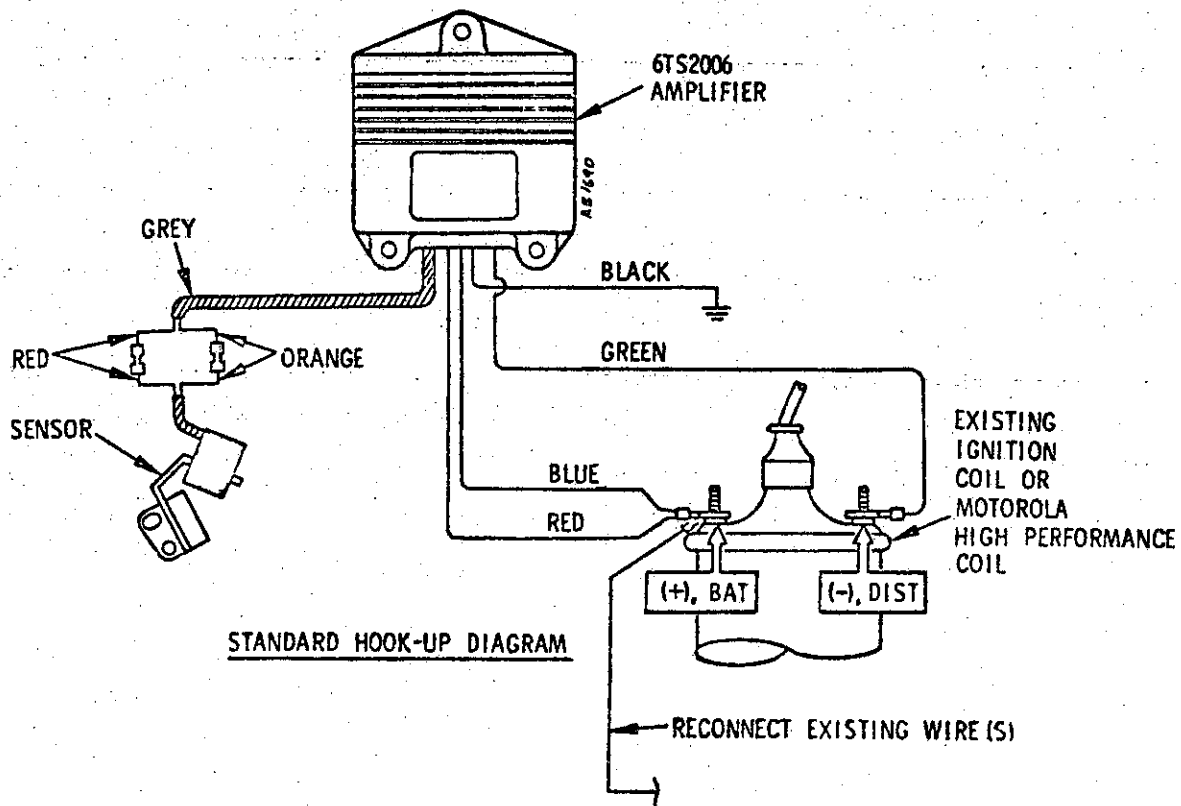 6TS2006
AMPLIFIER
GREY
BLACK
RED
ORANGE
GREEN
SENSOR
EXISTING
IGNITION
COIL OR
MOTOROLA
HIGH PERFORMANCE
COIL
BLUE
RED
(+), BAT
(-), DIST
STANDARD HOOK-UP DIAGRAM
RECONNECT EXISTING WIRE(S)